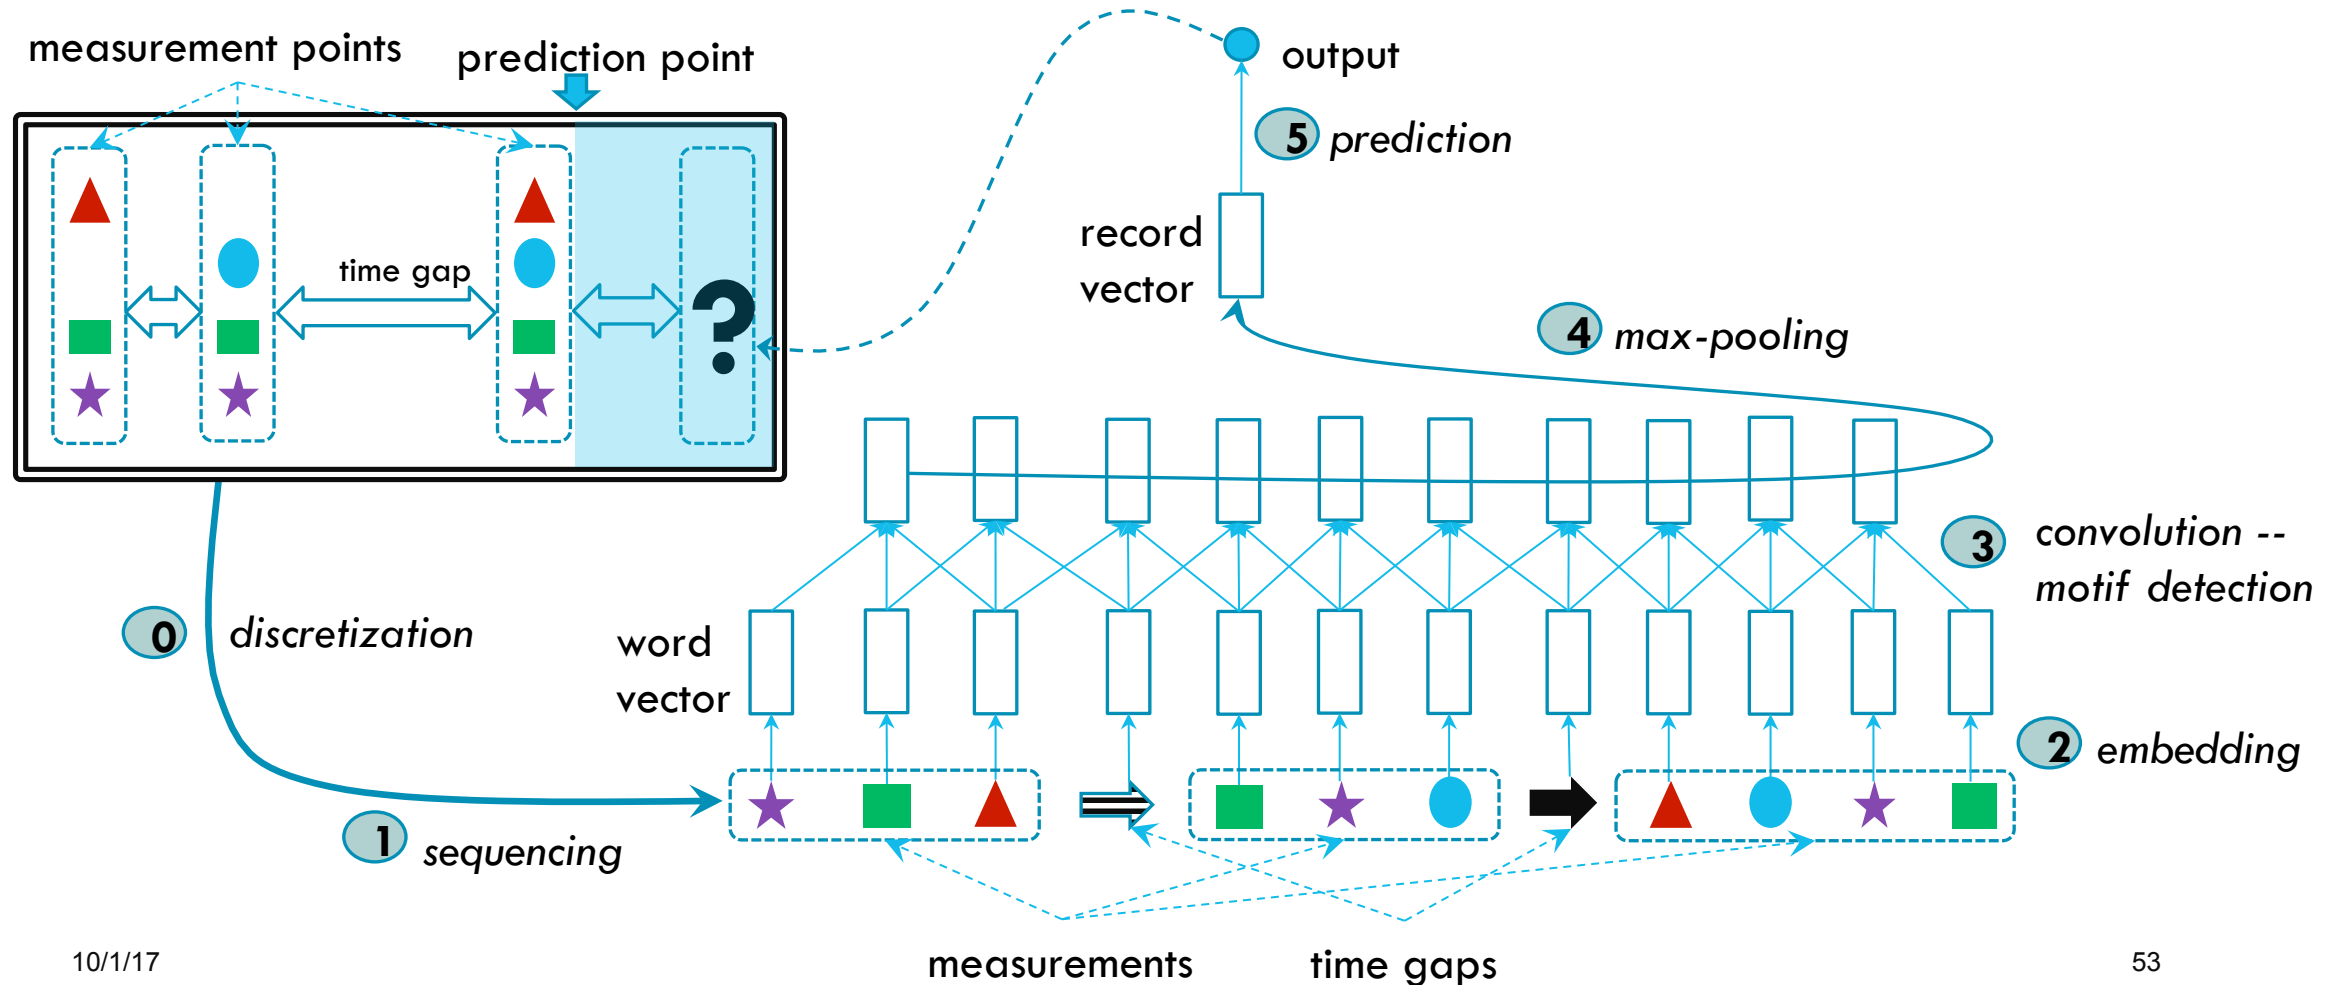 measurement points
prediction point
output
5 prediction
time gap
?
record
vector
4 max-pooling
3 convolution --
motif detection
0 discretization
word
vector
2 embedding
1 sequencing
measurements
time gaps
10/1/17
53